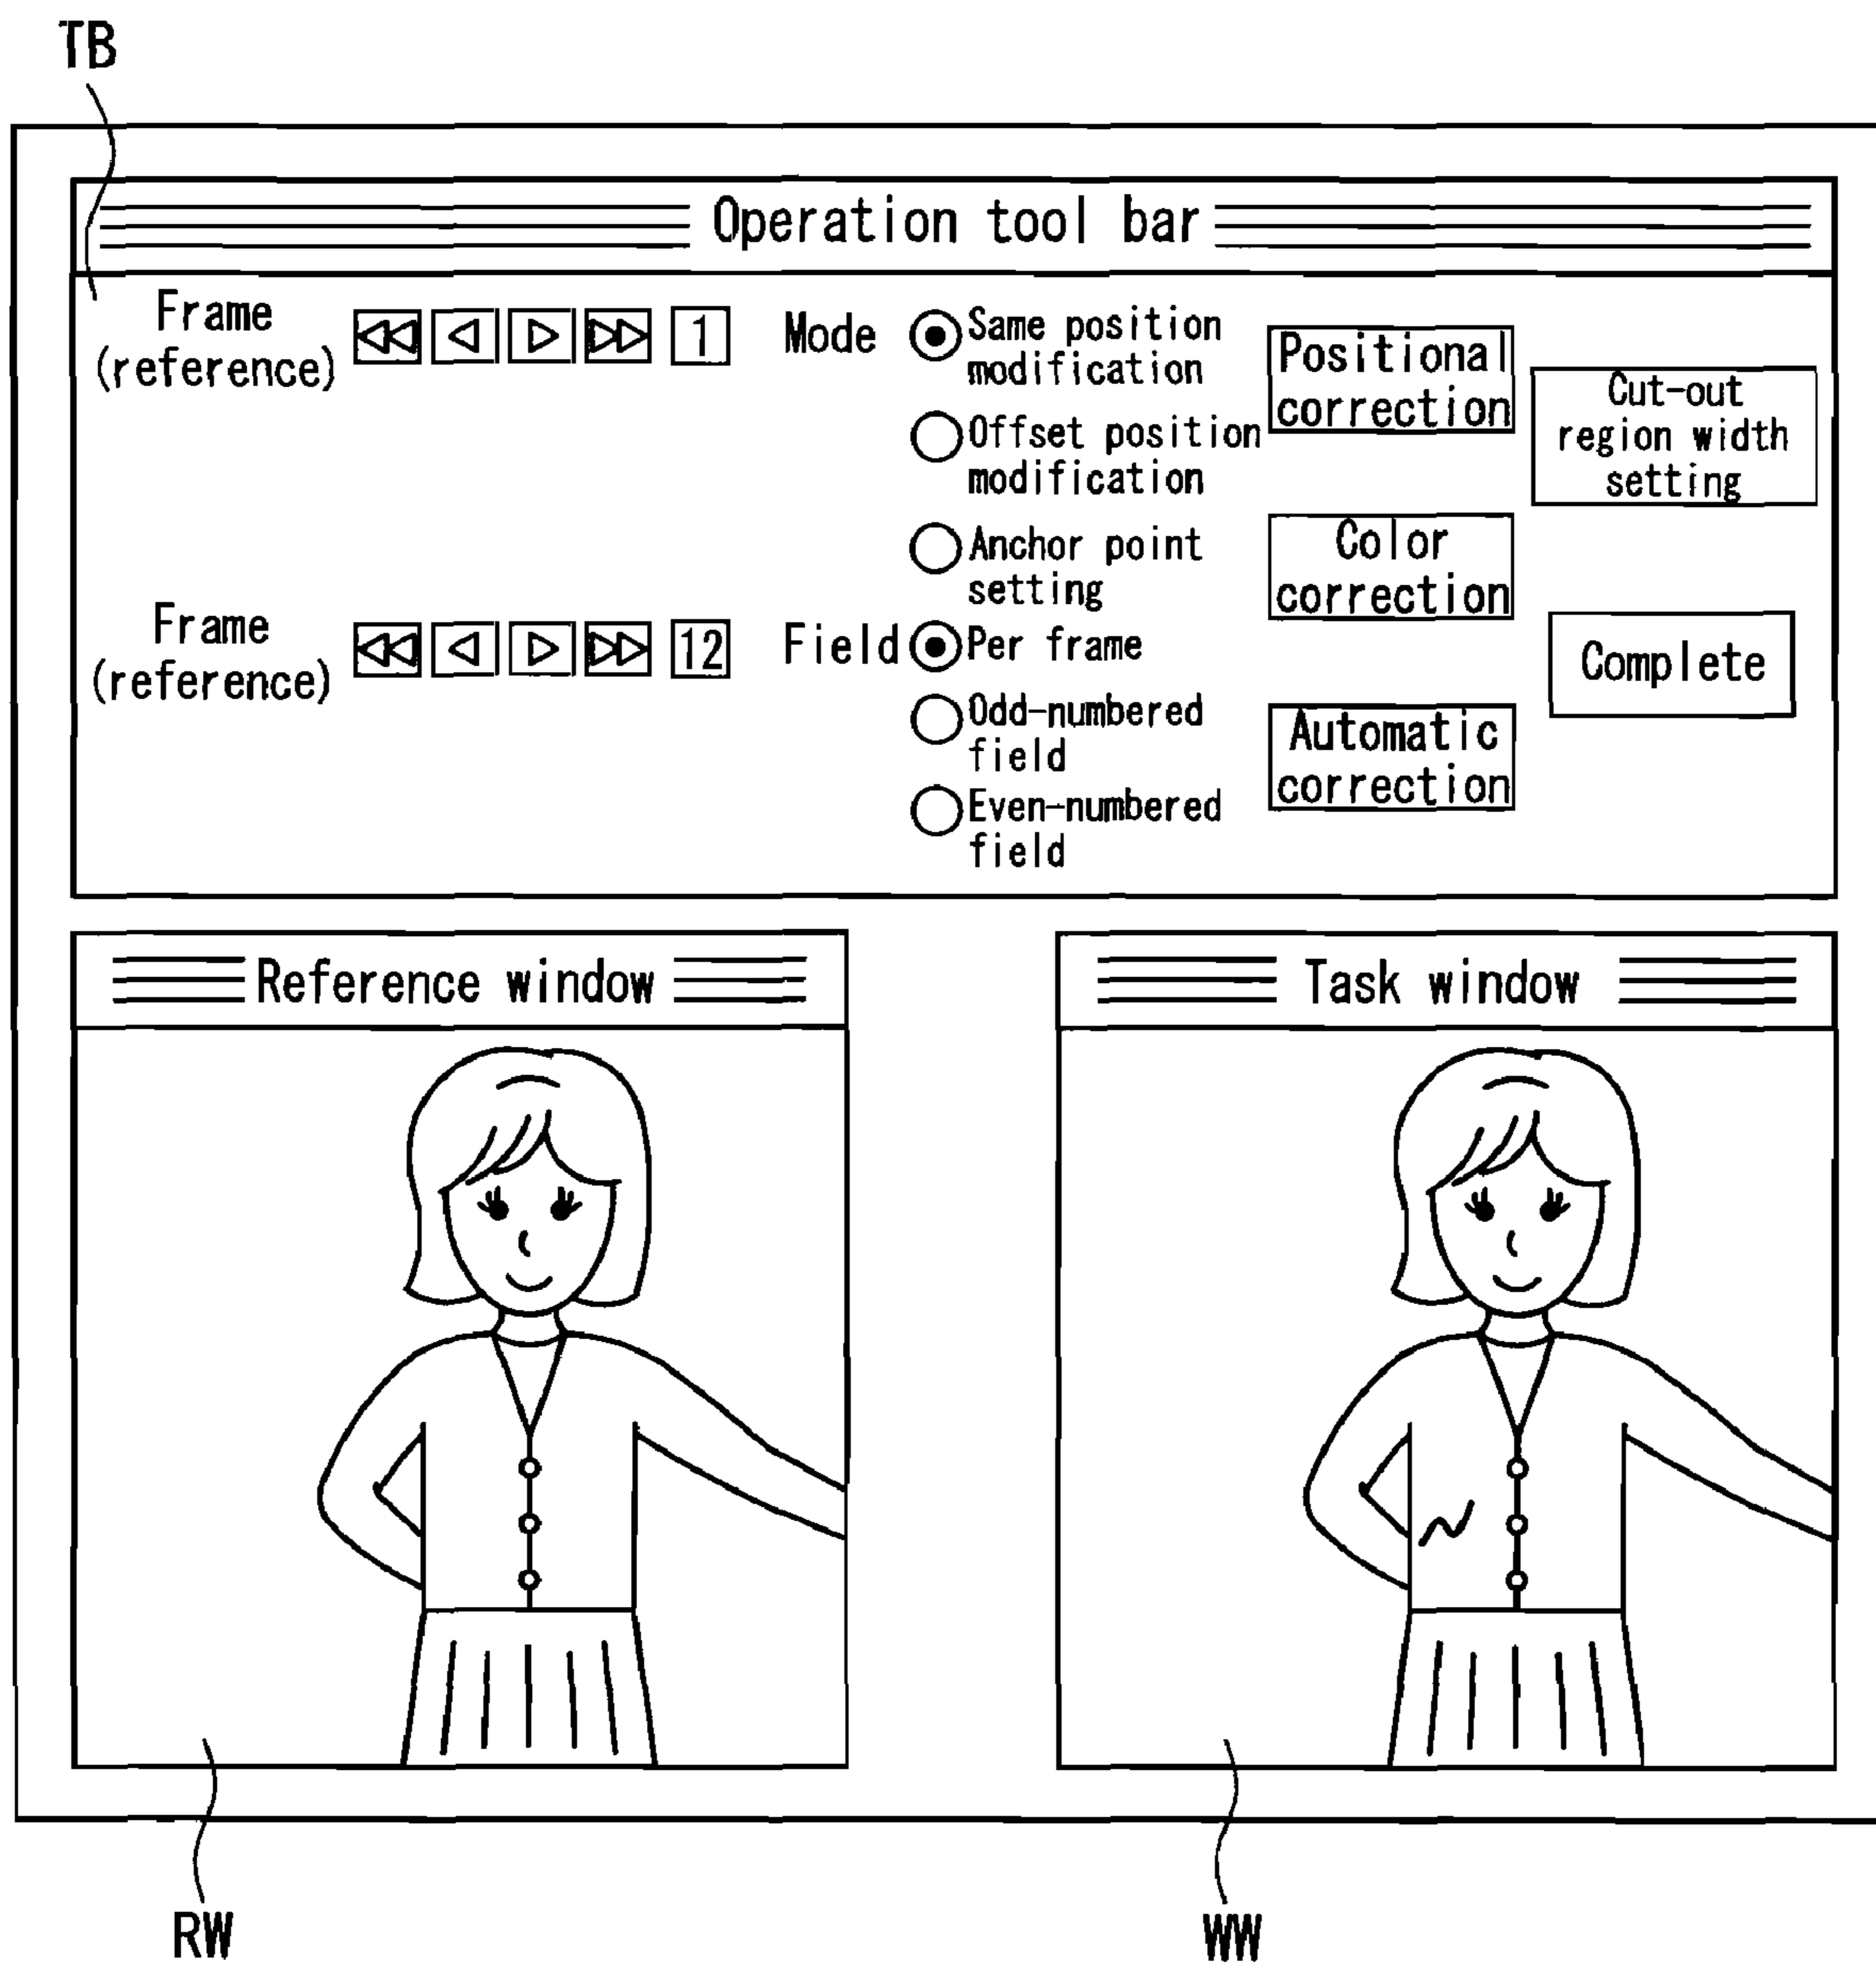 TB
Operation tool bar
Frame
(reference)
1
Mode
Same position
modification
Offset position
modification
Anchor point
setting
Frame
(reference)
12
Field
Per frame
Odd-numbered
field
Even-numbered
field
Positional
correction
Color
correction
Automatic
correction
Cut-out
region width
setting
Complete
Reference window
Task window
RW
WW